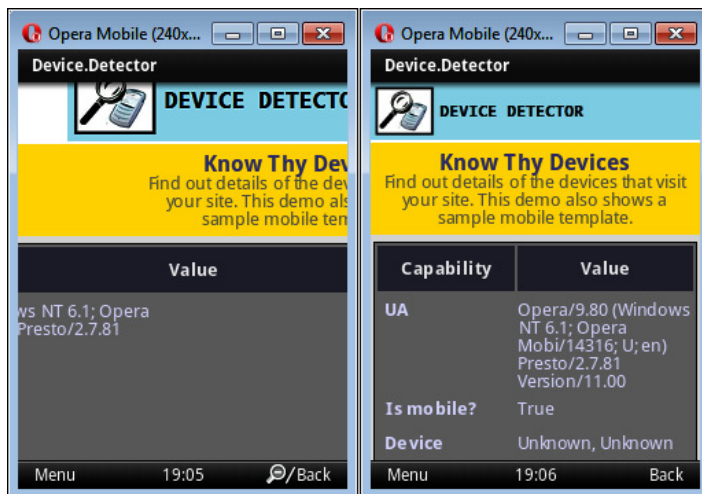 Opera Mobile (240x...
Device.Detector
DEVICE DETECTO
Know Thy Dev
Find out details of the dev
your site. This demo als
sample mobile tem
Value
ws NT 6.1; Opera
Presto/2.7.81
Menu 19:05 /Back
Opera Mobile (240x...
Device.Detector
DEVICE DETECTOR
Know Thy Devices
Find out details of the devices that visit
your site. This demo also shows a
sample mobile template.
Capability Value
UA Opera/9.80 (Windows
NT 6.1; Opera
Mobi/14316; U; en)
Presto/2.7.81
Version/11.00
Is mobile? True
Device Unknown, Unknown
Menu 19:06 Back